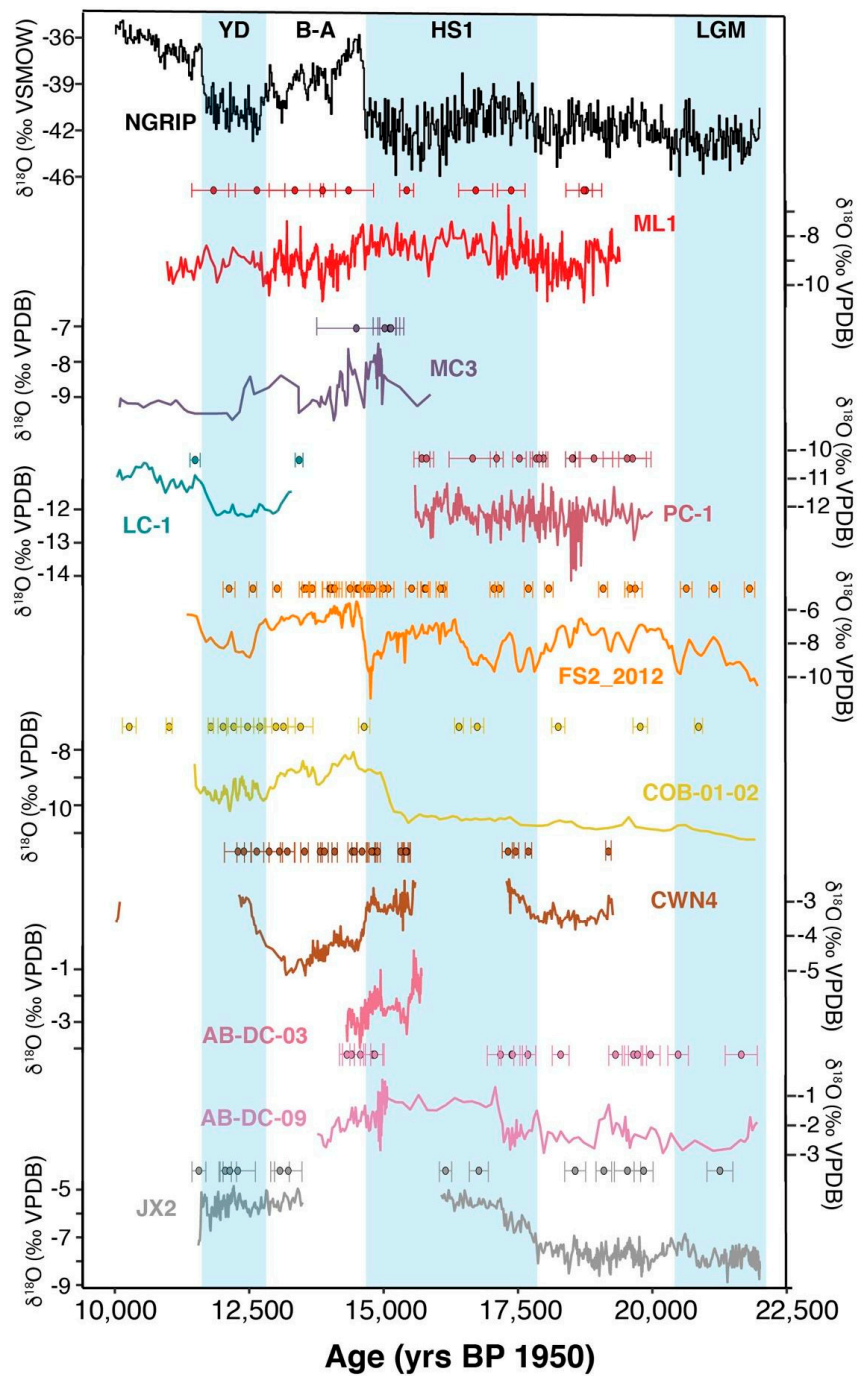 YD B-A HS1 LGM
δ¹⁸O (‰ VSMOW)
-36
-39
-42
-46
NGRIP
δ¹⁸O (‰ VPDB)
-8
-10
ML1
δ¹⁸O (‰ VPDB)
-7
-8
-9
MC3
δ¹⁸O (‰ VPDB)
-10
-11
-12
PC-1
δ¹⁸O (‰ VPDB)
-12
-13
-14
LC-1
δ¹⁸O (‰ VPDB)
-6
-8
-10
FS2_2012
δ¹⁸O (‰ VPDB)
-8
-10
COB-01-02
δ¹⁸O (‰ VPDB)
-3
-4
-5
CWN4
δ¹⁸O (‰ VPDB)
-1
-3
AB-DC-03
δ¹⁸O (‰ VPDB)
-1
-2
-3
AB-DC-09
δ¹⁸O (‰ VPDB)
-5
-7
-9
JX2
10,000 12,500 15,000 17,500 20,000 22,500
Age (yrs BP 1950)